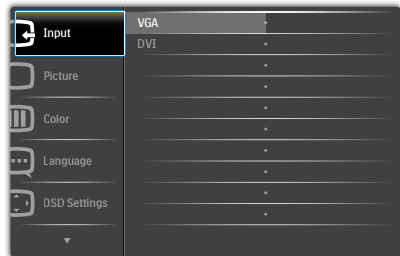 Input
Picture
Color
Language
OSD Settings
VGA
DVI